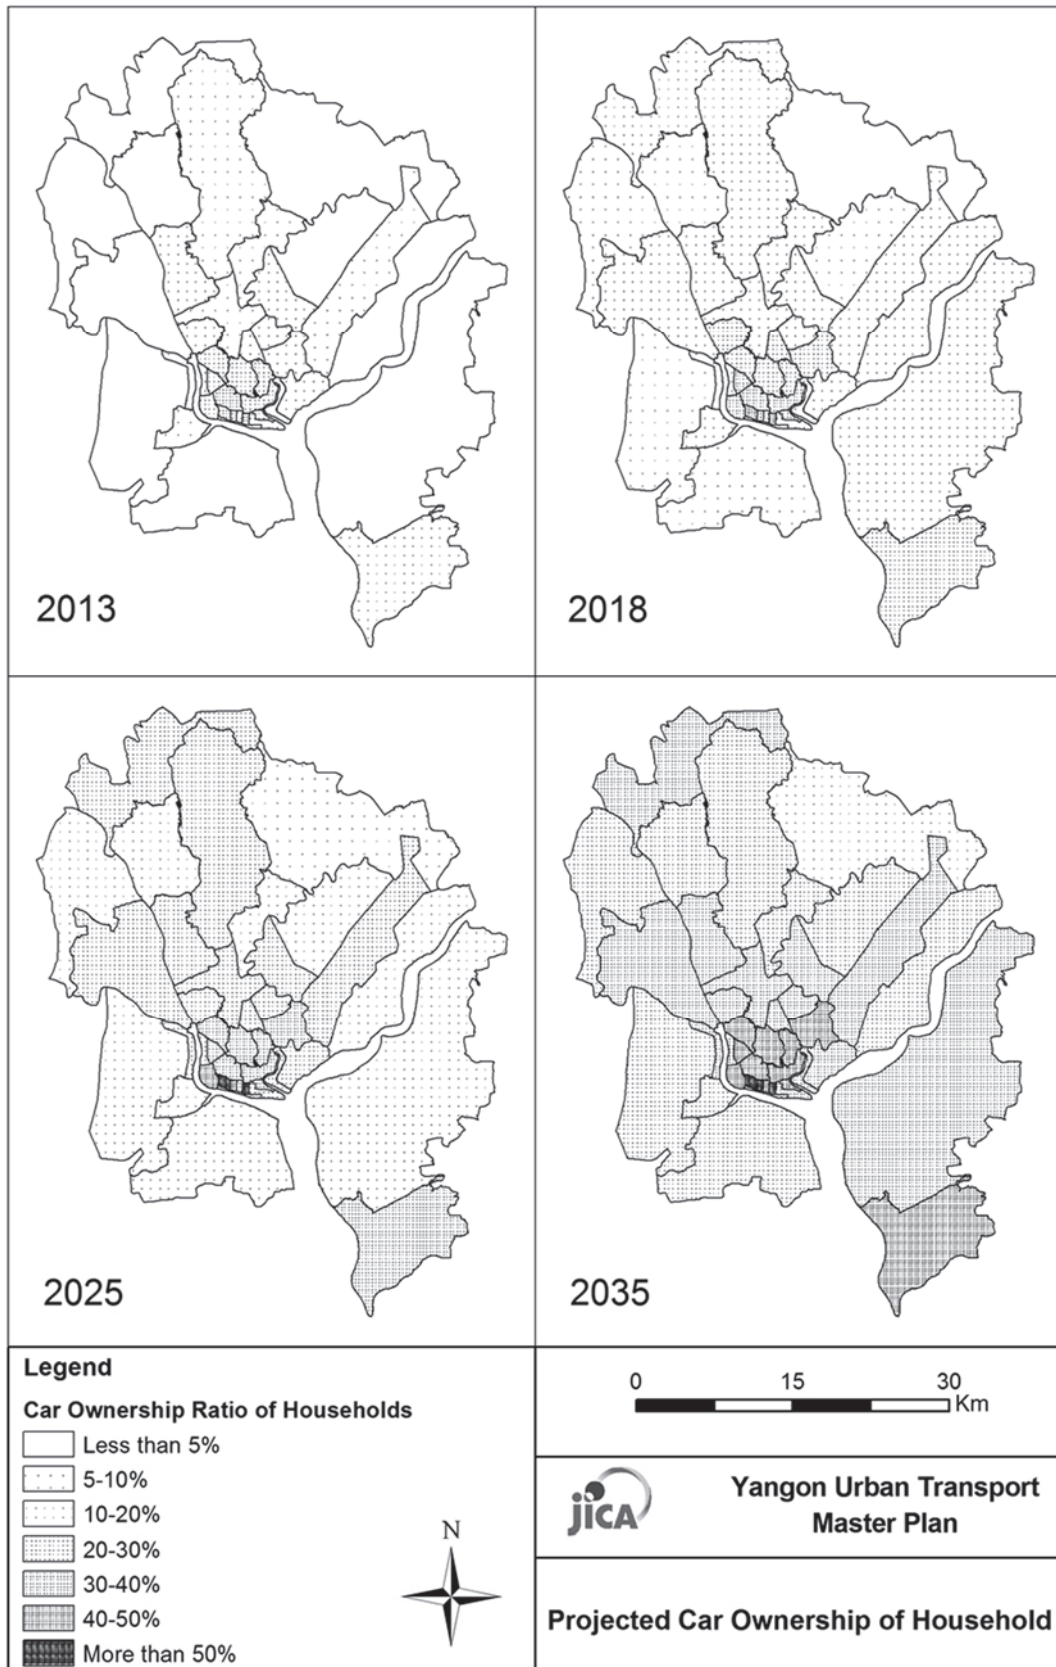 2013
2018
2025
2035
Legend
Car Ownership Ratio of Households
Less than 5%
5-10%
10-20%
20-30%
30-40%
40-50%
More than 50%
N
0 15 30
Km
jICA
Yangon Urban Transport
Master Plan
Projected Car Ownership of Household